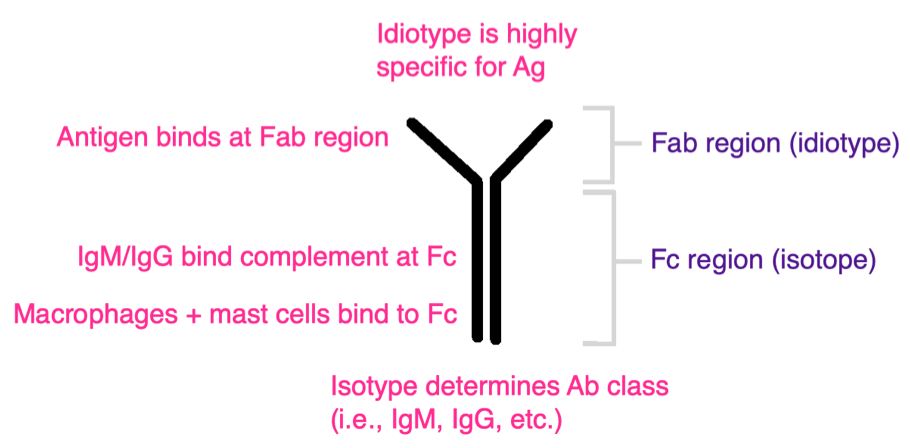 Idiotype is highly
specific for Ag
Antigen binds at Fab region
Fab region (idiotype)
IgM/IgG bind complement at Fc
Fc region (isotope)
Macrophages + mast cells bind to Fc
Isotype determines Ab class
(i.e., IgM, IgG, etc.)